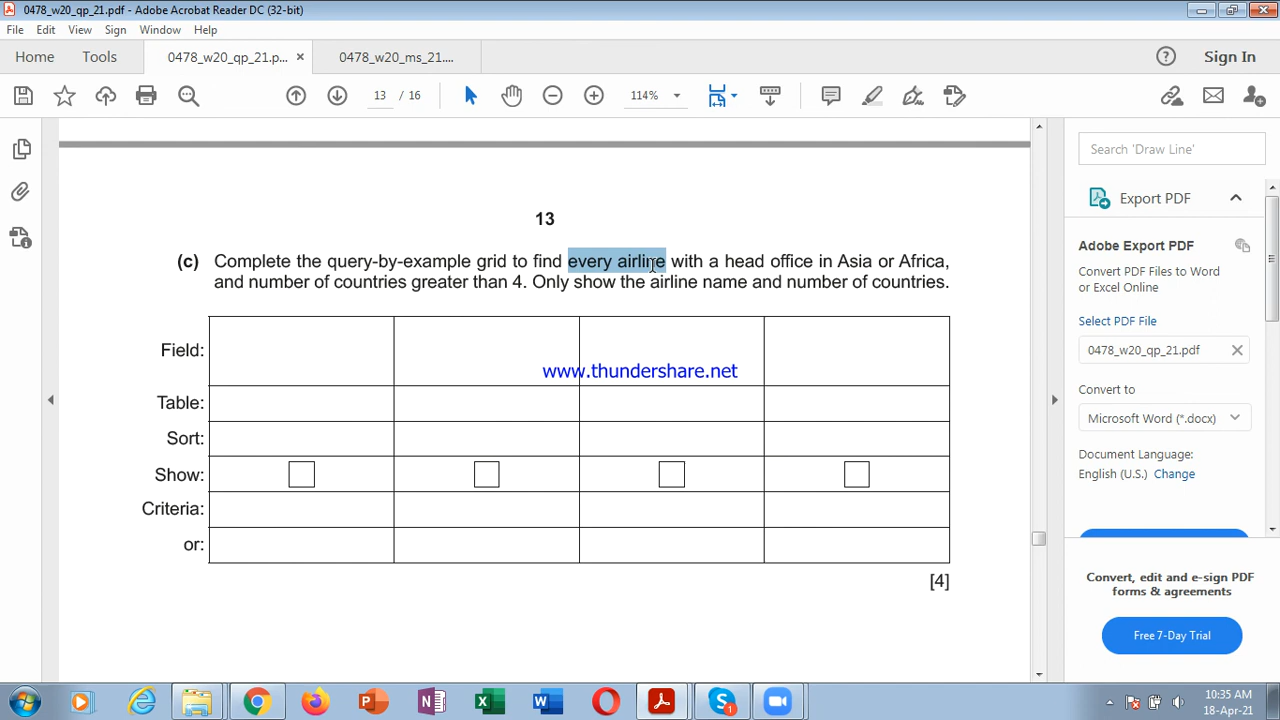 0478_w20_qp_21.pdf - Adobe Acrobat Reader DC (32-bit)
File Edit View Sign Window Help
Home Tools 0478_w20_qp_21.p... × 0478_w20_ms_21.... Sign In
13 / 16 114%
Search 'Draw Line'
Export PDF
Adobe Export PDF
Convert PDF Files to Word
or Excel Online
Select PDF File
0478_w20_qp_21.pdf
Convert to
Microsoft Word (*.docx)
Document Language:
English (U.S.) Change
Convert, edit and e-sign PDF
forms & agreements
Free 7-Day Trial
13
(c) Complete the query-by-example grid to find every airline with a head office in Asia or Africa,
and number of countries greater than 4. Only show the airline name and number of countries.
Field:
www.thundershare.net
Table:
Sort:
Show:
Criteria:
or:
[4]
10:35 AM
18-Apr-21